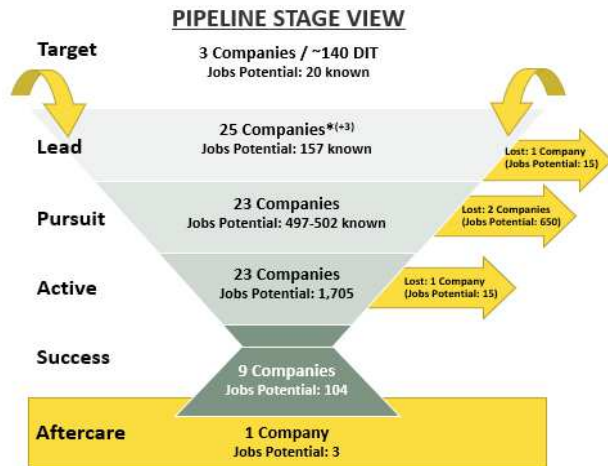 PIPELINE STAGE VIEW
Target
3 Companies / ~140 DIT
Jobs Potential: 20 known
Lead
25 Companies*(+3)
Jobs Potential: 157 known
Lost: 1 Company
(Jobs Potential: 15)
Pursuit
23 Companies
Jobs Potential: 497-502 known
Lost: 2 Companies
(Jobs Potential: 650)
Active
23 Companies
Jobs Potential: 1,705
Lost: 1 Company
(Jobs Potential: 15)
Success
9 Companies
Jobs Potential: 104
Aftercare
1 Company
Jobs Potential: 3